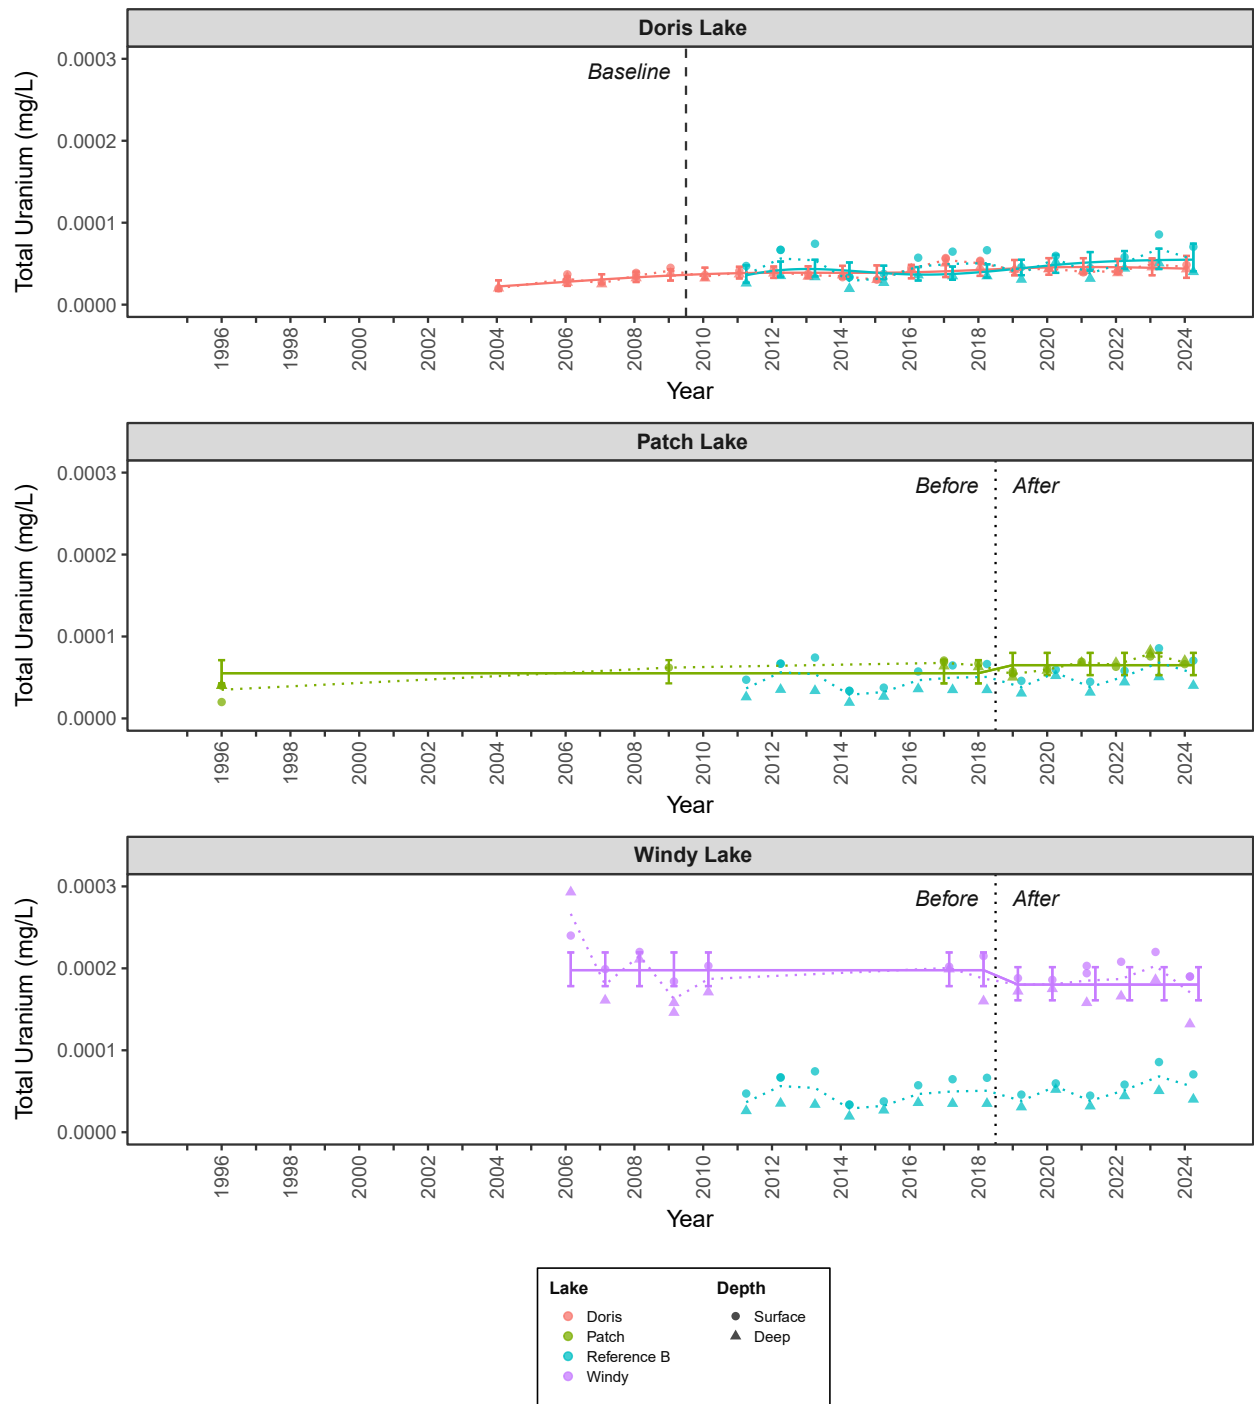 Doris Lake
Total Uranium (mg/L)
0.0003
0.0002
0.0001
0.0000
Baseline
1996 1998 2000 2002 2004 2006 2008 2010 2012 2014 2016 2018 2020 2022 2024
Year
Patch Lake
Total Uranium (mg/L)
0.0003
0.0002
0.0001
0.0000
Before After
1996 1998 2000 2002 2004 2006 2008 2010 2012 2014 2016 2018 2020 2022 2024
Year
Windy Lake
Total Uranium (mg/L)
0.0003
0.0002
0.0001
0.0000
Before After
1996 1998 2000 2002 2004 2006 2008 2010 2012 2014 2016 2018 2020 2022 2024
Year
Lake
Doris
Patch
Reference B
Windy
Depth
Surface
Deep